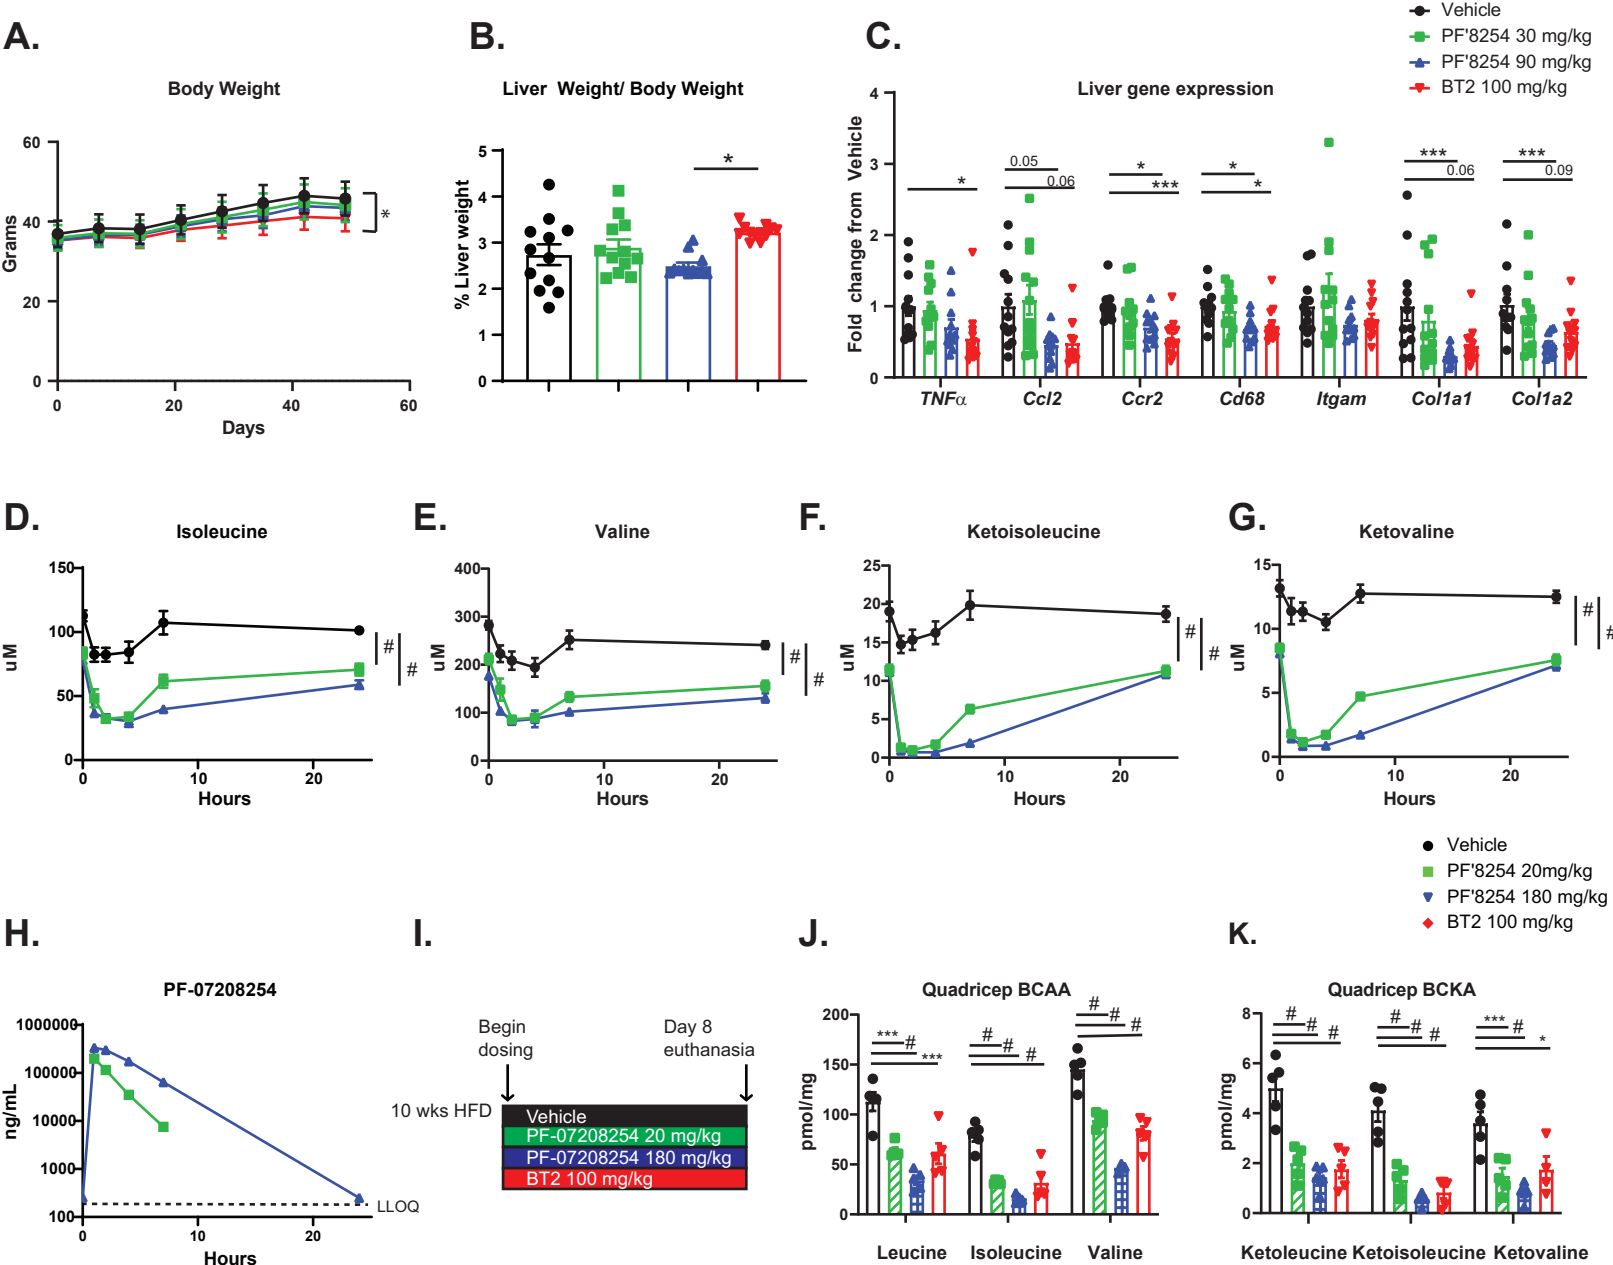 Vehicle
PF'8254 30 mg/kg
PF'8254 90 mg/kg
BT2 100 mg/kg
A.
Body Weight
Grams
60
40
20
0
0 20 40 60
Days
*
B.
Liver Weight/ Body Weight
% Liver weight
5
4
3
2
1
0
*
C.
Liver gene expression
Fold change from Vehicle
4
3
2
1
0
*
0.05
0.06
*
***
*
*
***
0.06
***
0.09
TNFα Ccl2 Ccr2 Cd68 Itgam Col1a1 Col1a2
D.
Isoleucine
uM
150
100
50
0
0 10 20
Hours
#
#
E.
Valine
uM
400
300
200
100
0
0 10 20
Hours
#
#
F.
Ketoisoleucine
uM
25
20
15
10
5
0
0 10 20
Hours
#
#
G.
Ketovaline
uM
15
10
5
0
0 10 20
Hours
#
#
Vehicle
PF'8254 20mg/kg
PF'8254 180 mg/kg
BT2 100 mg/kg
H.
PF-07208254
ng/mL
1000000
100000
10000
1000
100
0 10 20
Hours
LLOQ
I.
Begin
dosing
Day 8
euthanasia
10 wks HFD
Vehicle
PF-07208254 20 mg/kg
PF-07208254 180 mg/kg
BT2 100 mg/kg
J.
Quadricep BCAA
pmol/mg
200
150
100
50
0
***
#
***
#
#
#
#
#
#
Leucine Isoleucine Valine
K.
Quadricep BCKA
pmol/mg
8
6
4
2
0
#
#
#
#
#
#
***
#
*
Ketoleucine Ketoisoleucine Ketovaline